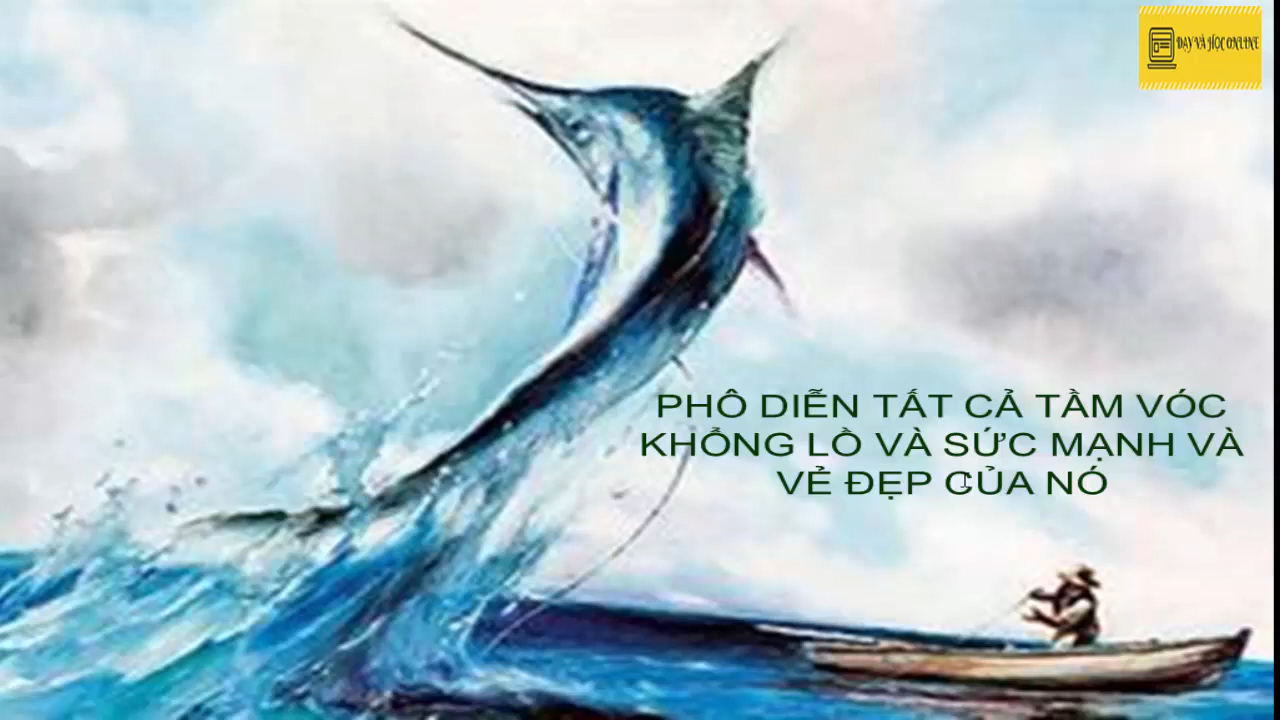 DẠY VÀ HỌC ONLINE
PHÔ DIỄN TẤT CẢ TẦM VÓC
KHỔNG LỒ VÀ SỨC MẠNH VÀ
VẺ ĐẸP CỦA NÓ